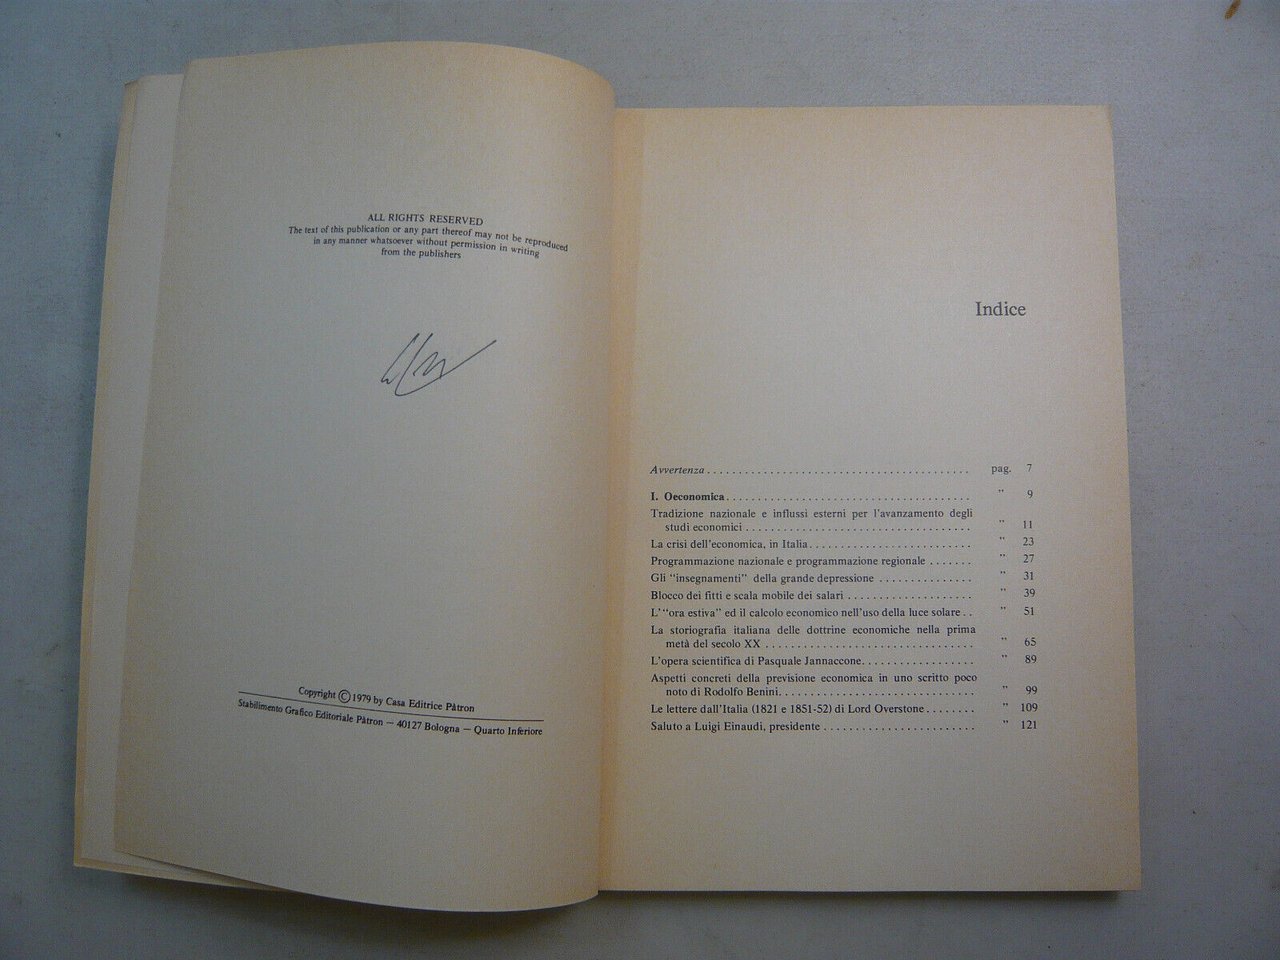 ALL RIGHTS RESERVED
The text of this publication or any part thereof may not be reproduced
in any manner whatsoever without permission in writing
from the publishers
Copyright © 1979 by Casa Editrice Pàtron
Stabilimento Grafico Editoriale Pàtron — 40127 Bologna — Quarto Inferiore
Indice
Avvertenza . . . . . . . . . . . . . . . . . . . . . . . . . . . . . . . . . . . . . . . . . pag. 7
I. Oeconomica . . . . . . . . . . . . . . . . . . . . . . . . . . . . . . . . . . . . . . ” 9
Tradizione nazionale e influssi esterni per l'avanzamento degli
studi economici . . . . . . . . . . . . . . . . . . . . . . . . . . . . . . . . . . . ” 11
La crisi dell'economica, in Italia . . . . . . . . . . . . . . . . . . . . . . . . . ” 23
Programmazione nazionale e programmazione regionale . . . . . . . ” 27
Gli “insegnamenti” della grande depressione . . . . . . . . . . . . . . . ” 31
Blocco dei fitti e scala mobile dei salari . . . . . . . . . . . . . . . . . . . . ” 39
L'“ora estiva” ed il calcolo economico nell'uso della luce solare . . ” 51
La storiografia italiana delle dottrine economiche nella prima
metà del secolo XX . . . . . . . . . . . . . . . . . . . . . . . . . . . . . . . . . ” 65
L'opera scientifica di Pasquale Jannaccone . . . . . . . . . . . . . . . . . . ” 89
Aspetti concreti della previsione economica in uno scritto poco
noto di Rodolfo Benini . . . . . . . . . . . . . . . . . . . . . . . . . . . . . . . ” 99
Le lettere dall'Italia (1821 e 1851-52) di Lord Overstone . . . . . . . . ” 109
Saluto a Luigi Einaudi, presidente . . . . . . . . . . . . . . . . . . . . . . . . ” 121